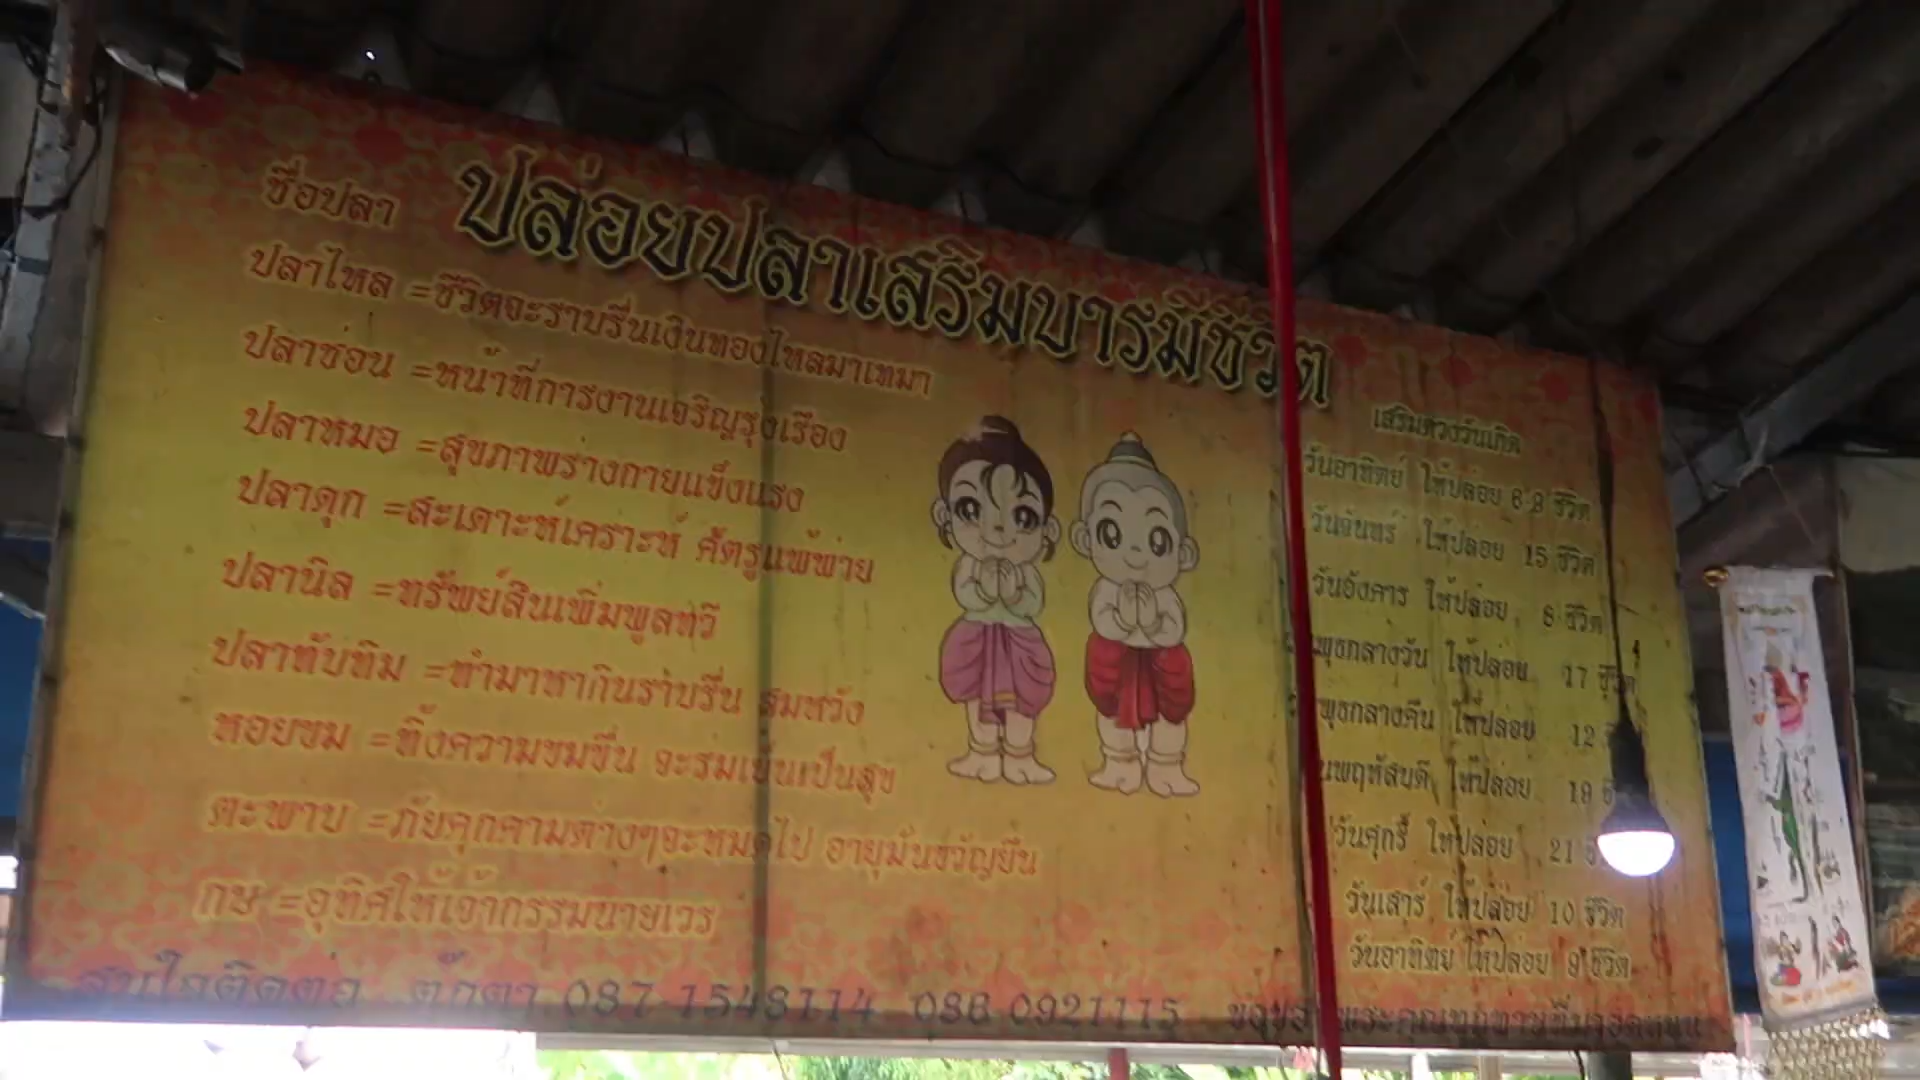 ปล่อยปลาเสริมบารมีชีวิต
ชื่อปลา
ปลาไหล =ชีวิตจะราบรื่นเงินทองไหลมาเทมา
ปลาช่อน =หน้าที่การงานเจริญรุ่งเรือง
ปลาหมอ =สุขภาพร่างกายแข็งแรง
ปลาดุก =สะเดาะห์เคราะห์ ศัตรูแพ้พ่าย
ปลานิล =ทรัพย์สินเพิ่มพูลทวี
ปลาทับทิม =ทำมาหากินราบรื่น สมหวัง
หอยขม =ทิ้งความขมขื่น จะร่มเย็นเป็นสุข
ตะพาบ =ภัยคุกคามต่างๆจะหมดไป อายุมั่นขวัญยืน
กบ =อุทิศให้เจ้ากรรมนายเวร
เสริมดวงวันเกิด
วันอาทิตย์ ให้ปล่อย 6 9 ชีวิต
วันจันทร์ ให้ปล่อย 15 ชีวิต
วันอังคาร ให้ปล่อย 8 ชีวิต
พุธกลางวัน ให้ปล่อย 17 ชีวิต
พุธกลางคืน ให้ปล่อย 12
พฤหัสบดี ให้ปล่อย 19
วันศุกร์ ให้ปล่อย 21
วันเสาร์ ให้ปล่อย 10 ชีวิต
วันอาทิตย์ ให้ปล่อย 9 ชีวิต
สนใจติดต่อ ตุ๊กตา 087 1548114 086 0921115